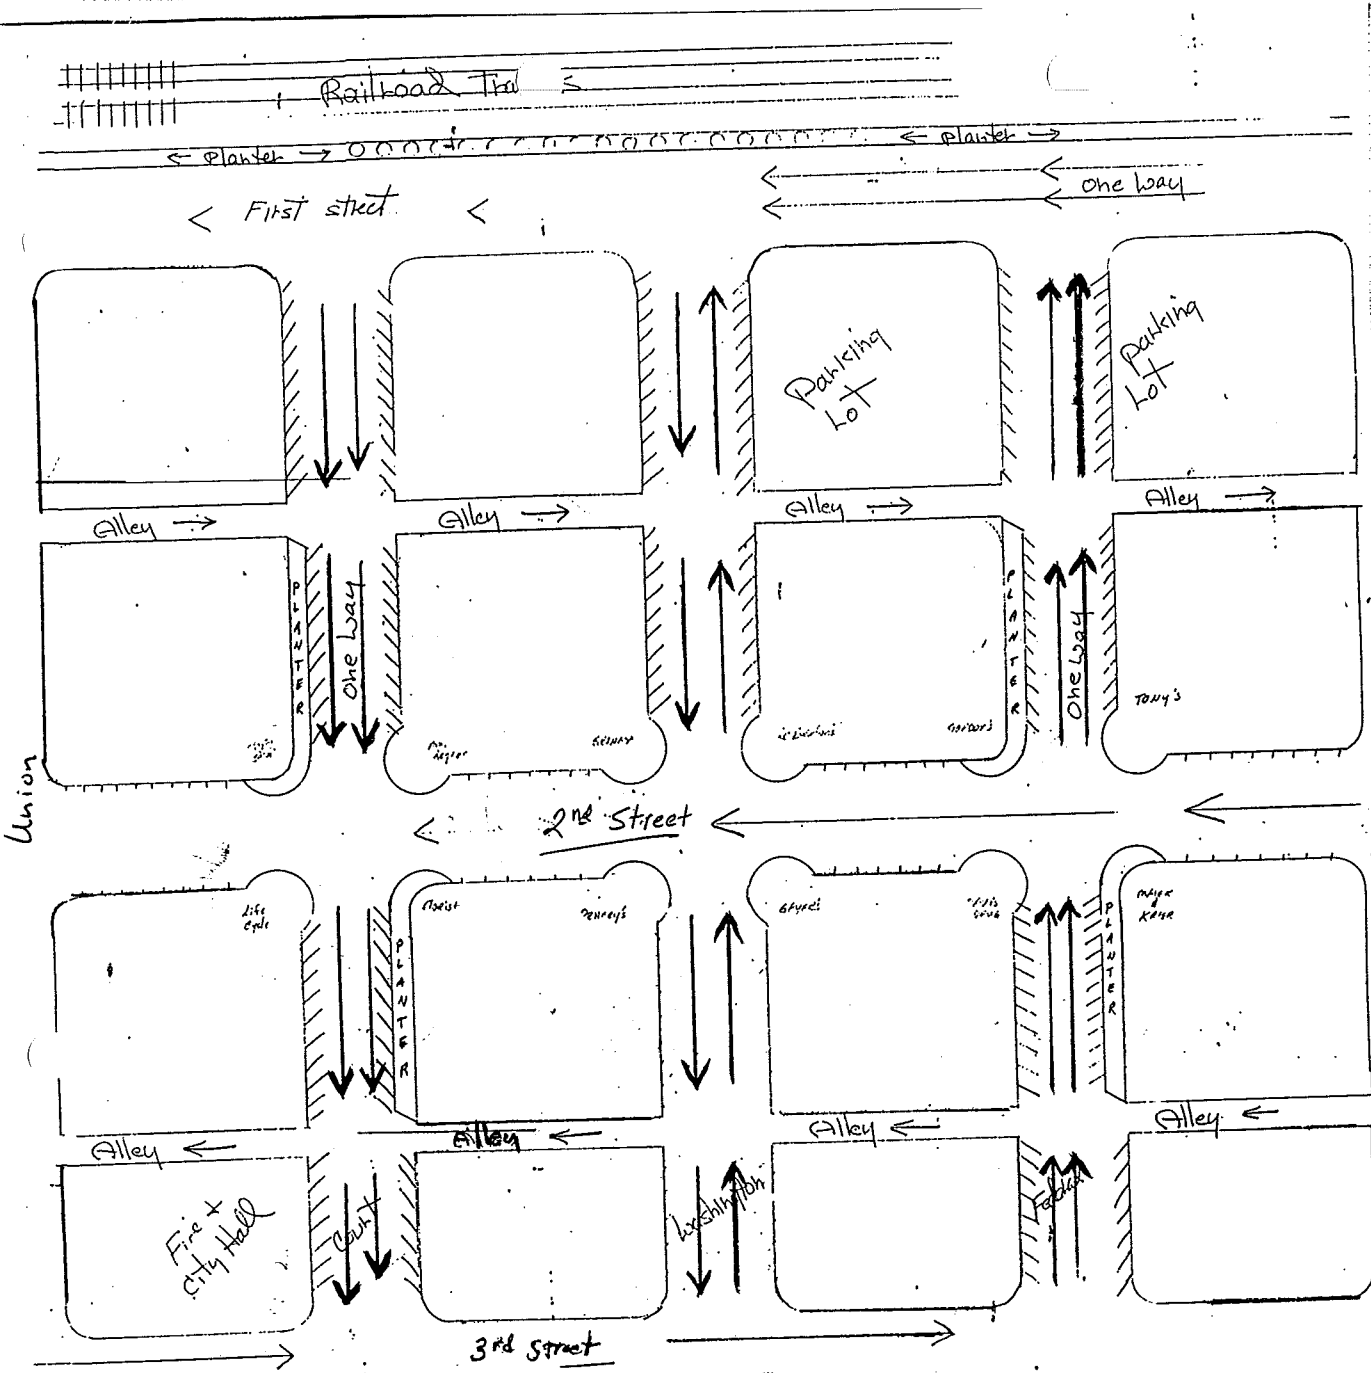 Railroad
← Planter →
← Planter →
One Way
< First street <
Parking
Lot
Parking
Lot
Alley →
Alley →
Alley →
Alley →
PLANTER
One Way
PLANTER
One Way
Tony's
Union
2nd Street
Life
Cycle
Florist
Penney's
PLANTER
PLANTER
Alley ←
Alley ←
Alley ←
Alley ←
Fire +
City Hall
Court
Washington
3rd Street